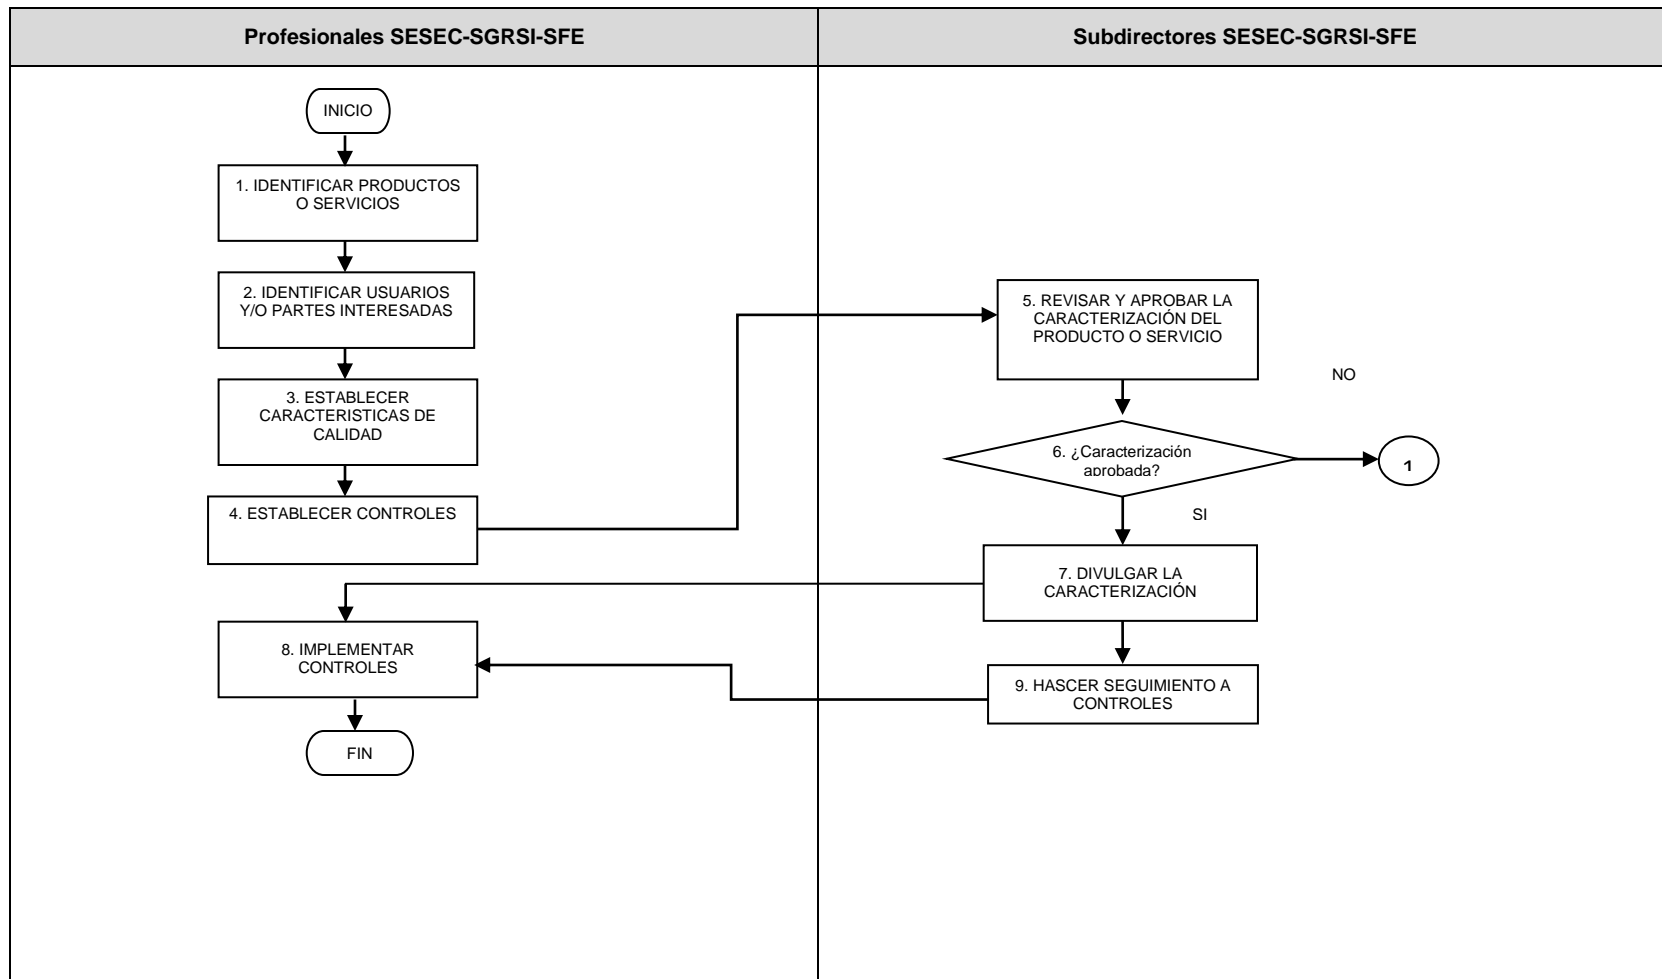 Profesionales SESEC-SGRSI-SFE
Subdirectores SESEC-SGRSI-SFE
INICIO
1. IDENTIFICAR PRODUCTOS
O SERVICIOS
2. IDENTIFICAR USUARIOS
Y/O PARTES INTERESADAS
3. ESTABLECER
CARACTERISTICAS DE
CALIDAD
4. ESTABLECER CONTROLES
5. REVISAR Y APROBAR LA
CARACTERIZACIÓN DEL
PRODUCTO O SERVICIO
NO
6. ¿Caracterización
aprobada?
1
SI
7. DIVULGAR LA
CARACTERIZACIÓN
8. IMPLEMENTAR
CONTROLES
9. HASCER SEGUIMIENTO A
CONTROLES
FIN